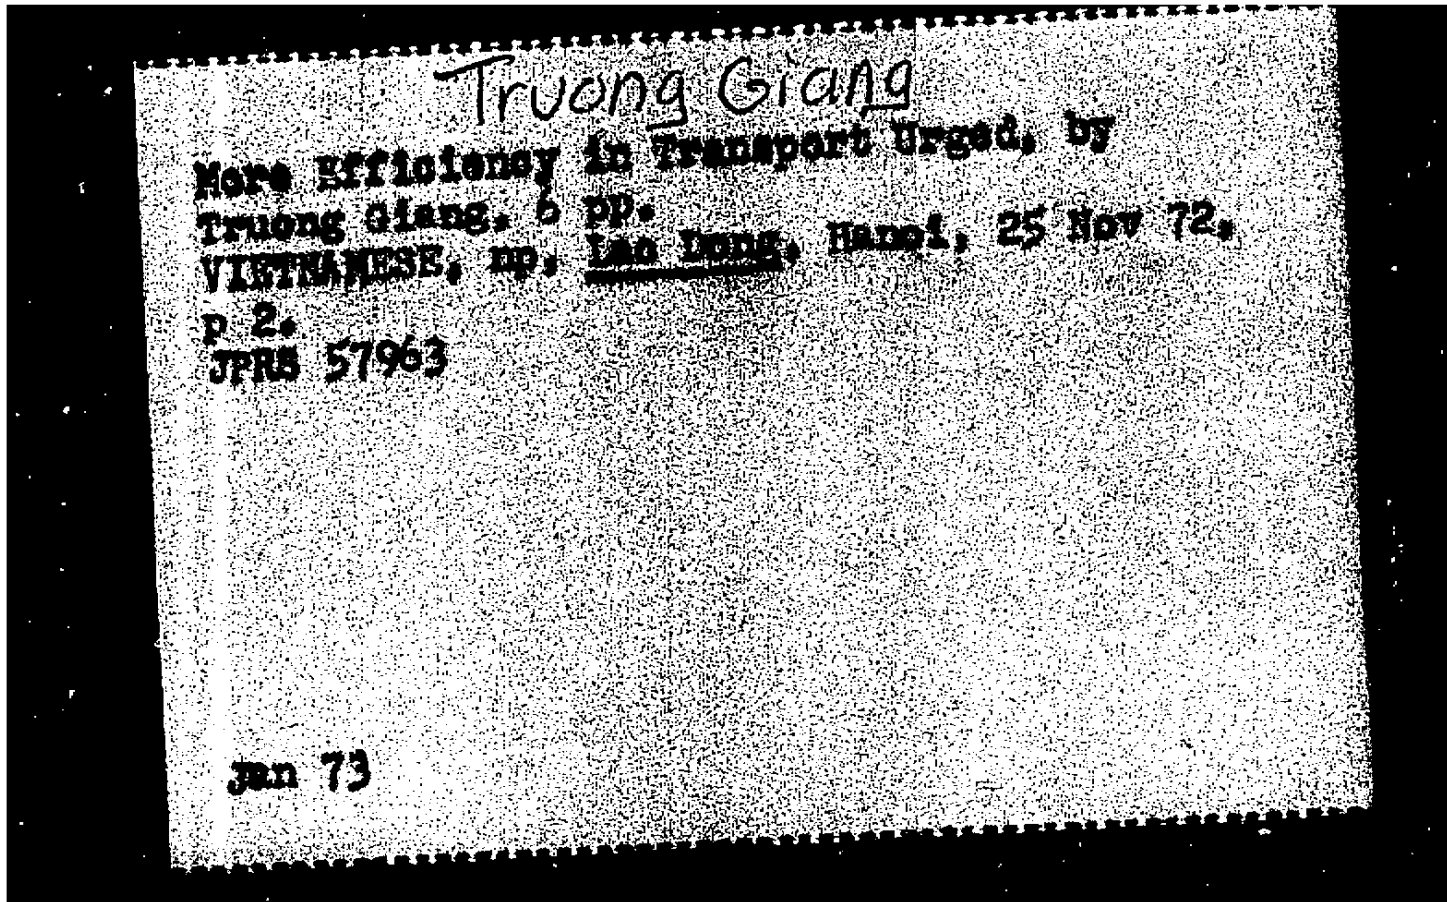 Truong Giang
More Efficiency in Transport Urged, by
Truong Giang, 6 pp.
VIETNAMESE, np, Lao Dong, Hanoi, 25 Nov 72,
p 2.
JPRS 57963
Jan 73